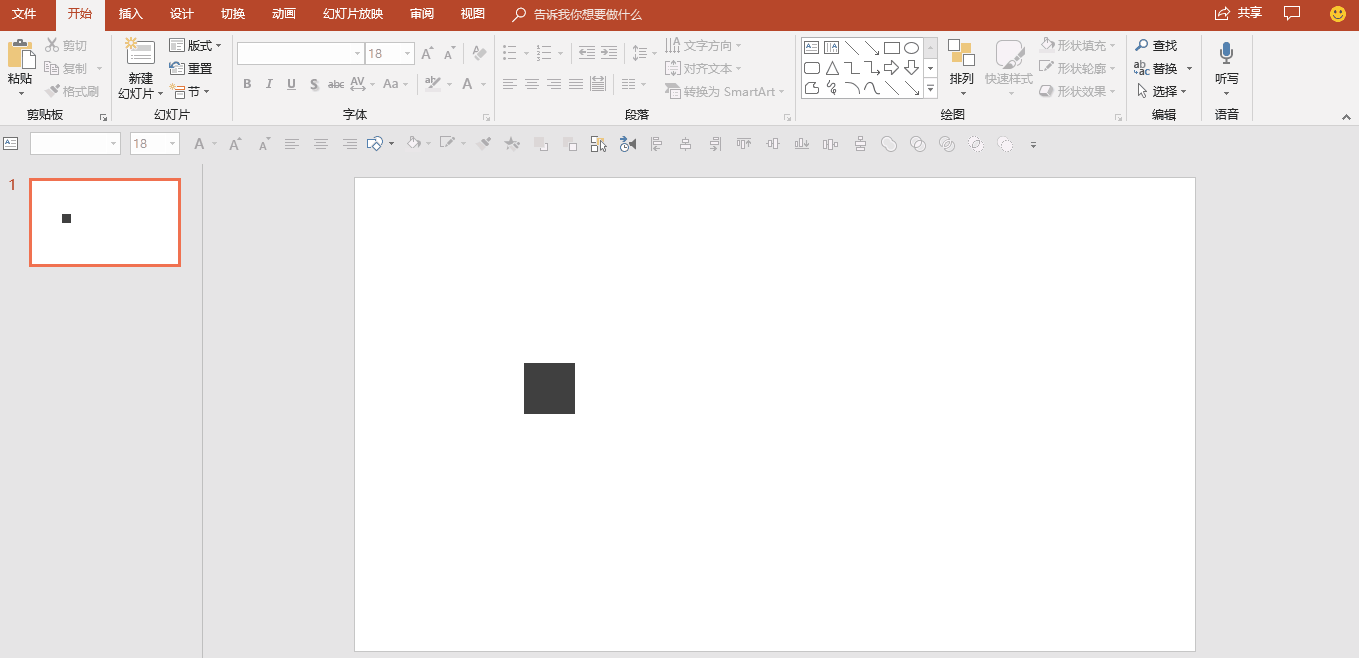 文件 开始 插入 设计 切换 动画 幻灯片放映 审阅 视图 告诉我你想要做什么 共享
粘贴 剪切 复制 格式刷 剪贴板
新建 幻灯片 版式 重置 节 幻灯片
18 A A
B I U S abc AV Aa A 字体
文字方向 对齐文本 转换为 SmartArt 段落
排列 快速样式 形状填充 形状轮廓 形状效果 绘图
查找 替换 选择 编辑
听写 语音
18 A A A
1